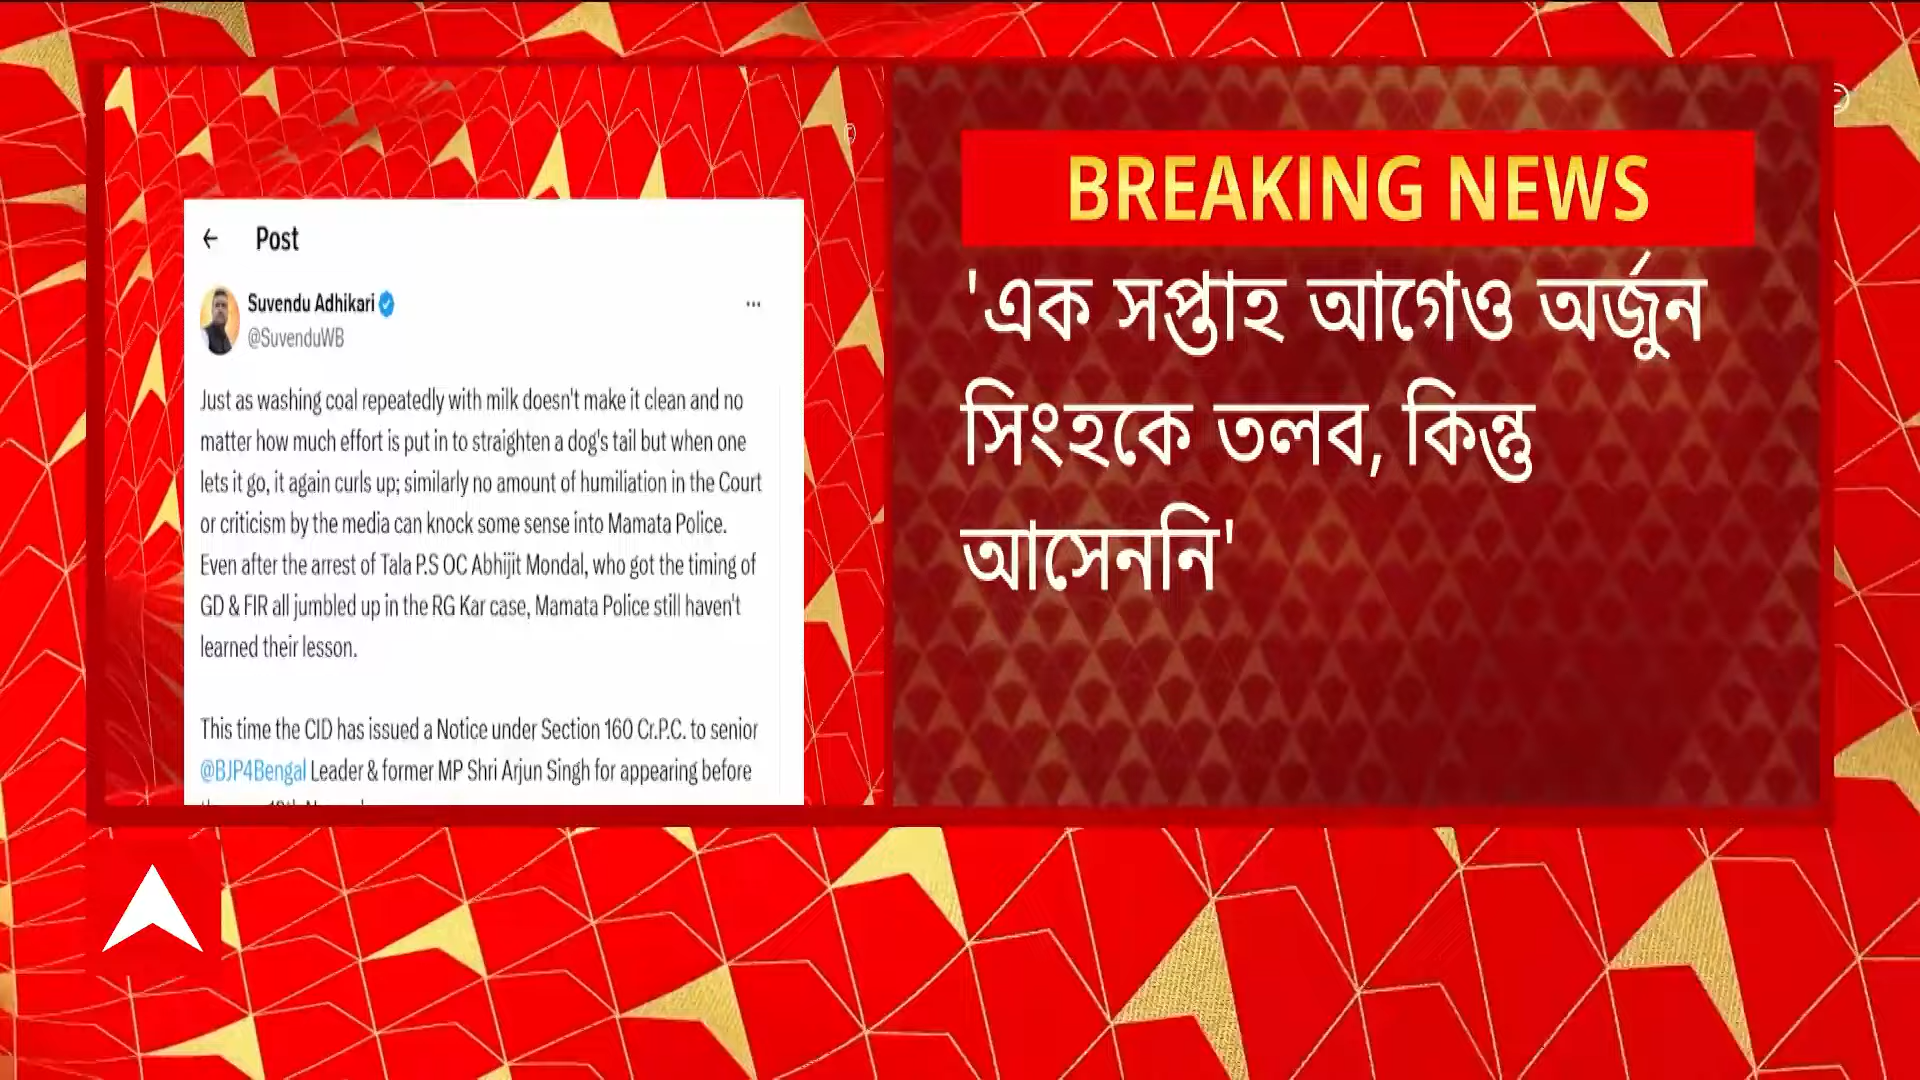 Post
Suvendu Adhikari
@SuvenduWB
Just as washing coal repeatedly with milk doesn't make it clean and no
matter how much effort is put in to straighten a dog's tail but when one
lets it go, it again curls up; similarly no amount of humiliation in the Court
or criticism by the media can knock some sense into Mamata Police.
Even after the arrest of Tala P.S OC Abhijit Mondal, who got the timing of
GD & FIR all jumbled up in the RG Kar case, Mamata Police still haven't
learned their lesson.
This time the CID has issued a Notice under Section 160 Cr.P.C. to senior
@BJP4Bengal Leader & former MP Shri Arjun Singh for appearing before
BREAKING NEWS
'এক সপ্তাহ আগেও অর্জুন
সিংহকে তলব, কিন্তু
আসেননি'